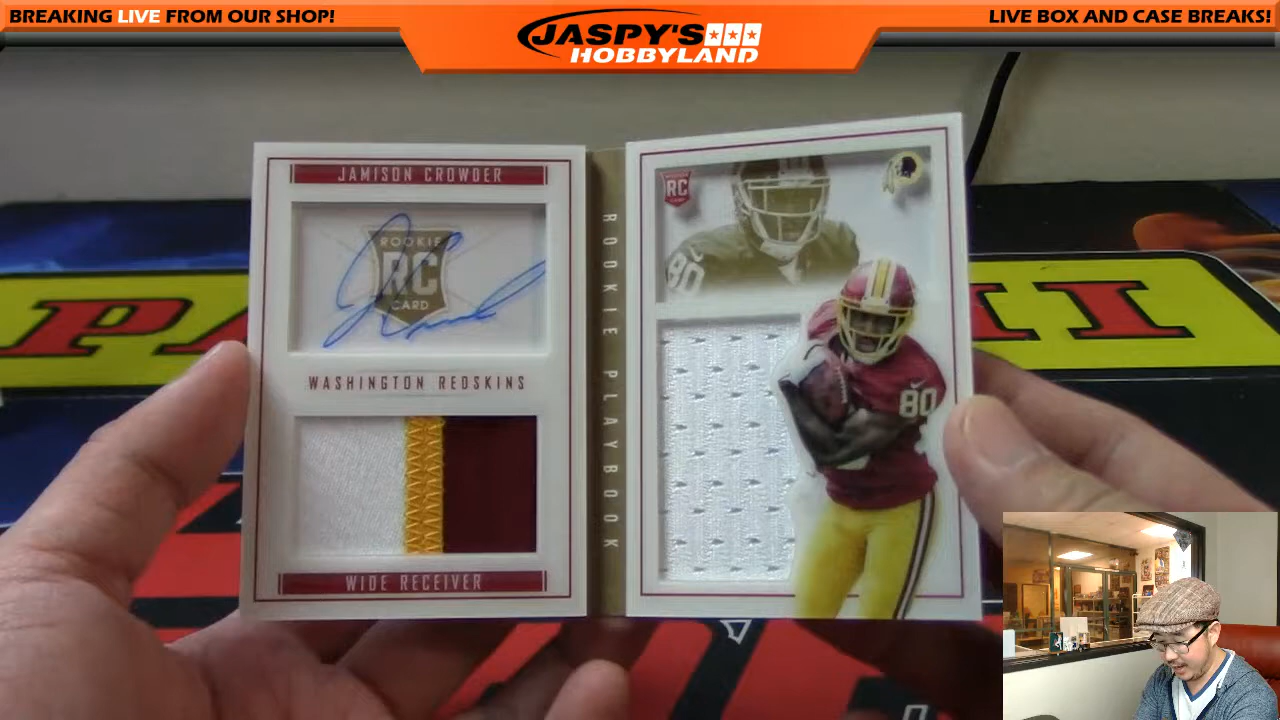 BREAKING LIVE FROM OUR SHOP!
JASPY'S
HOBBYLAND
LIVE BOX AND CASE BREAKS!
JAMISON CROWDER
ROOKIE
RC
CARD
WASHINGTON REDSKINS
WIDE RECEIVER
ROOKIE PLAYBOOK
RC
80
80